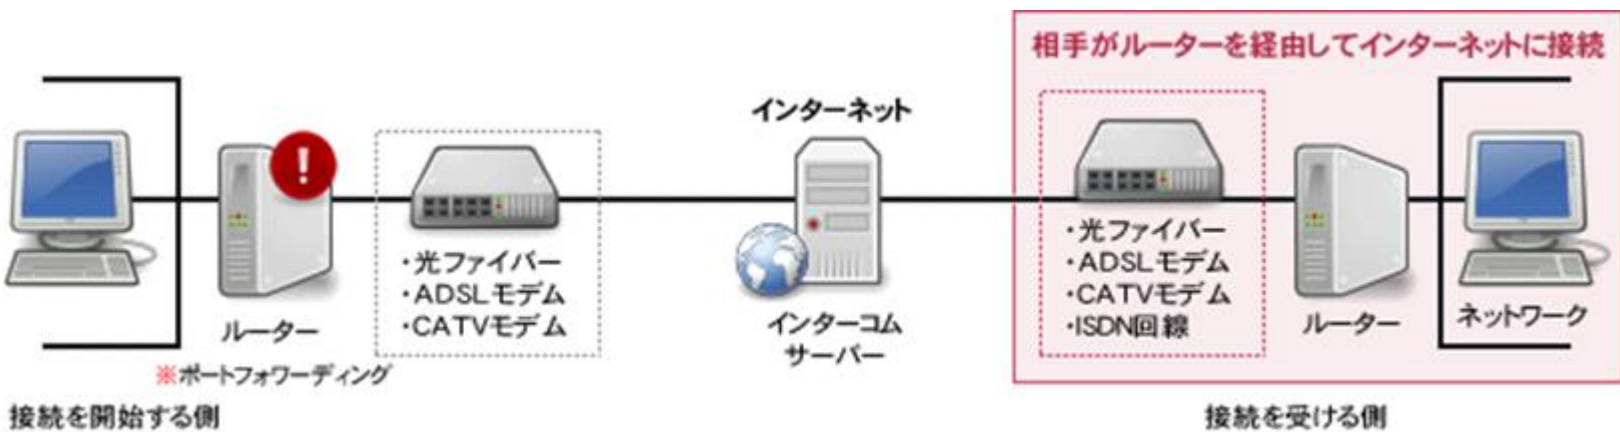 相手がルーターを経由してインターネットに接続
インターネット
・光ファイバー
・ADSLモデム
・CATVモデム
ルーター
※ポートフォワーディング
インターコム
サーバー
・光ファイバー
・ADSLモデム
・CATVモデム
・ISDN回線
ルーター
ネットワーク
接続を開始する側
接続を受ける側